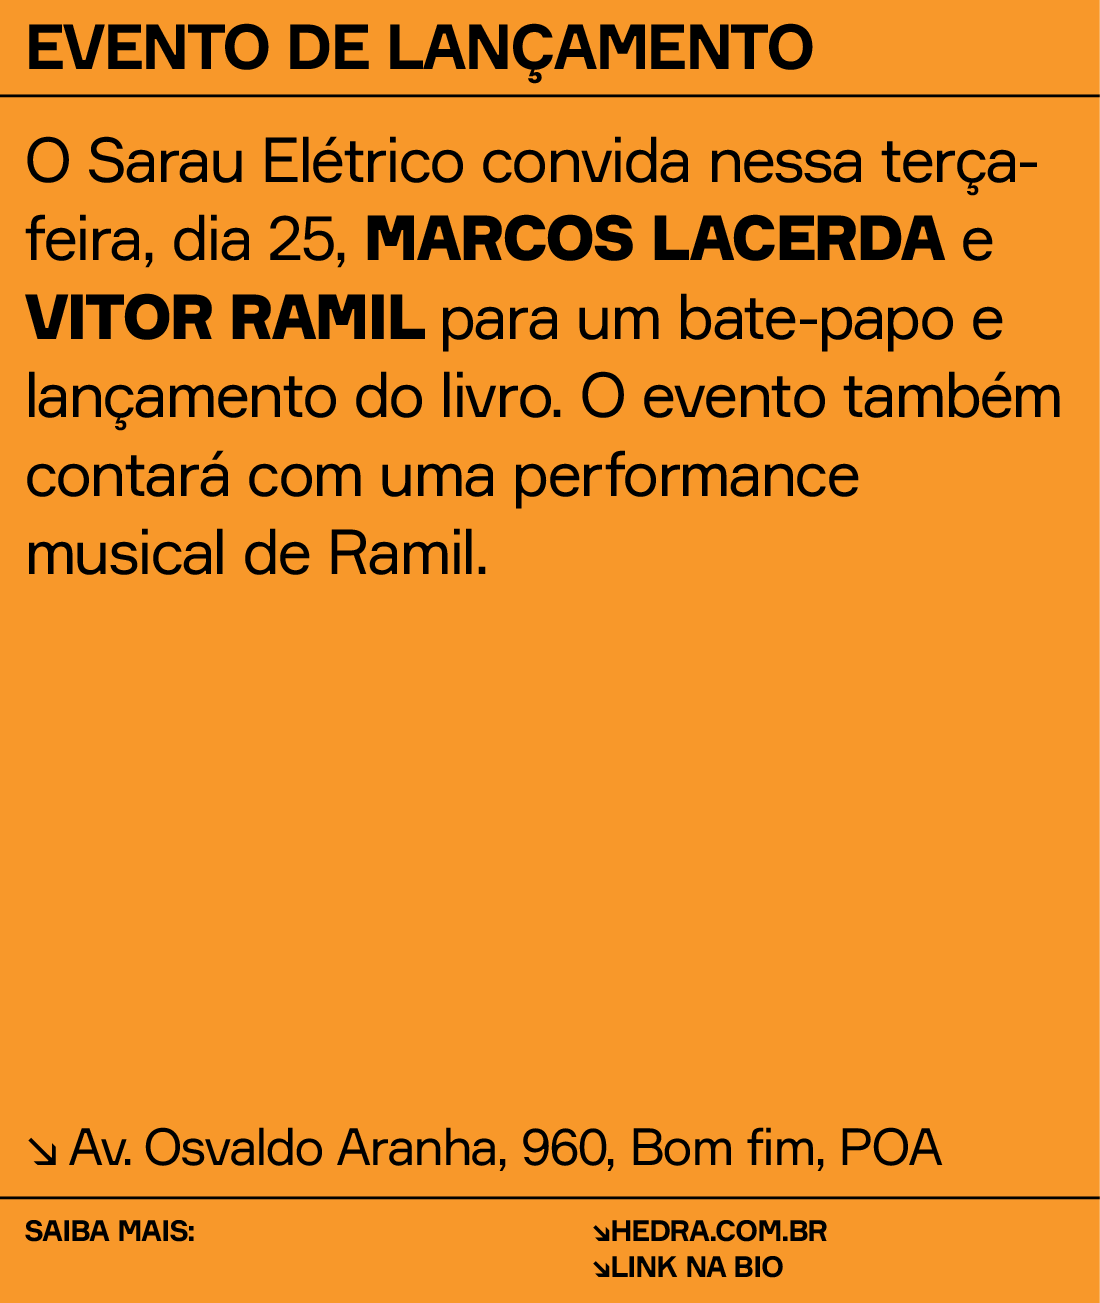 EVENTO DE LANÇAMENTO
O Sarau Elétrico convida nessa terça-
feira, dia 25, MARCOS LACERDA e
VITOR RAMIL para um bate-papo e
lançamento do livro. O evento também
contará com uma performance
musical de Ramil.
↘ Av. Osvaldo Aranha, 960, Bom fim, POA
SAIBA MAIS:
↘HEDRA.COM.BR
↘LINK NA BIO